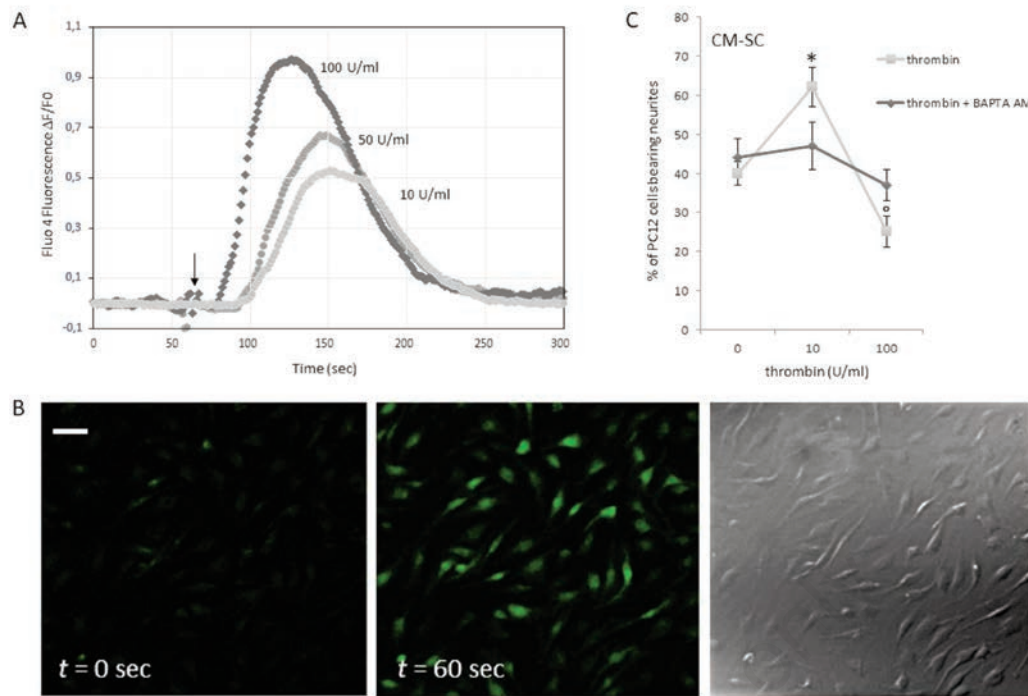 A
1,1
0,9
0,7
0,5
0,3
0,1
-0,1
Fluo 4 Fluorescence ΔF/F0
100 U/ml
50 U/ml
10 U/ml
0
50
100
150
200
250
300
Time (sec)
C
CM-SC
80
70
60
50
40
30
20
10
0
% of PC12 cells bearing neurites
*
°
thrombin
thrombin + BAPTA AM
0
10
100
thrombin (U/ml)
B
t = 0 sec
t = 60 sec